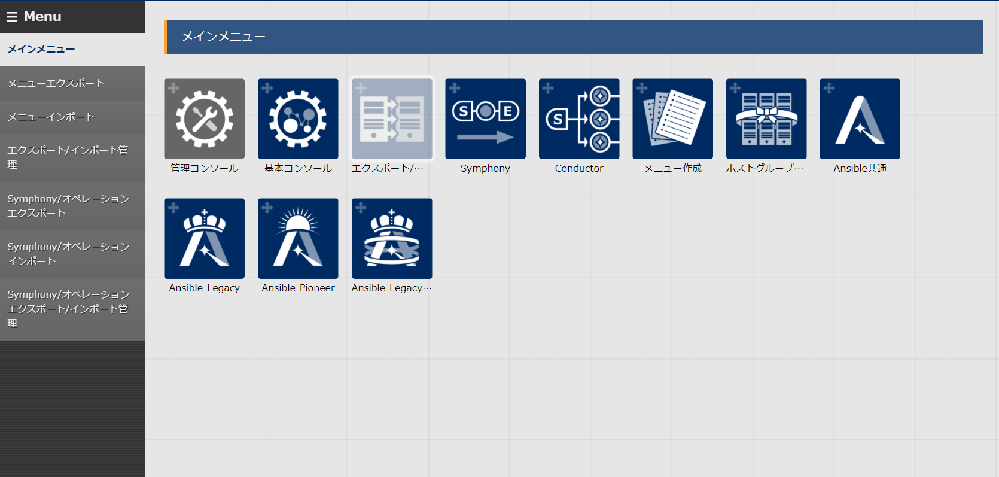 ☰ Menu
メインメニュー
メニューエクスポート
メニューインポート
エクスポート/インポート管
理
Symphony/オペレーション
エクスポート
Symphony/オペレーション
インポート
Symphony/オペレーション
エクスポート/インポート管
理
メインメニュー
S E
S
管理コンソール
基本コンソール
エクスポート/…
Symphony
Conductor
メニュー作成
ホストグループ…
Ansible共通
Ansible-Legacy
Ansible-Pioneer
Ansible-Legacy…